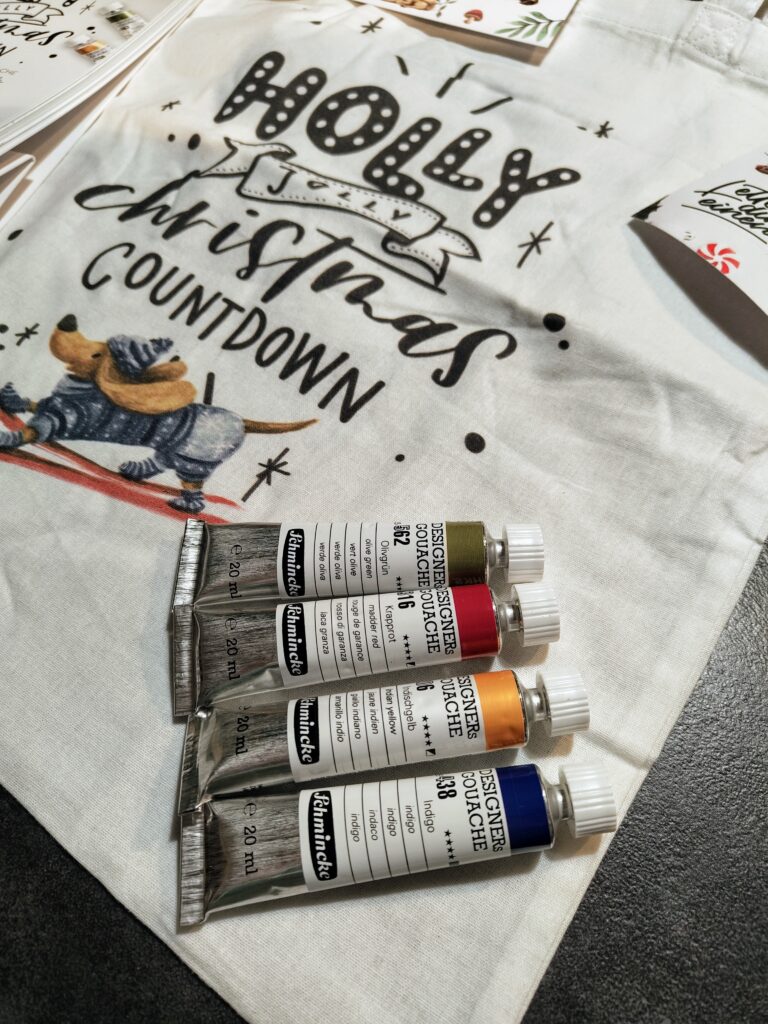 HOLLY
JOLLY
christmas
COUNTDOWN
DESIGNERS
GOUACHE
562
Olivgrün
olive green
vert olive
verde oliva
verde oliva
Schmincke
℮ 20 ml
DESIGNERS
GOUACHE
Krapprot
madder red
rouge de garance
rosso di garanza
laca granza
Schmincke
℮ 20 ml
DESIGNERS
GOUACHE
Indischgelb
indian yellow
jaune indien
giallo indiano
amarillo indio
Schmincke
℮ 20 ml
DESIGNERS
GOUACHE
Indigo
indigo
indigo
indaco
indigo
Schmincke
℮ 20 ml